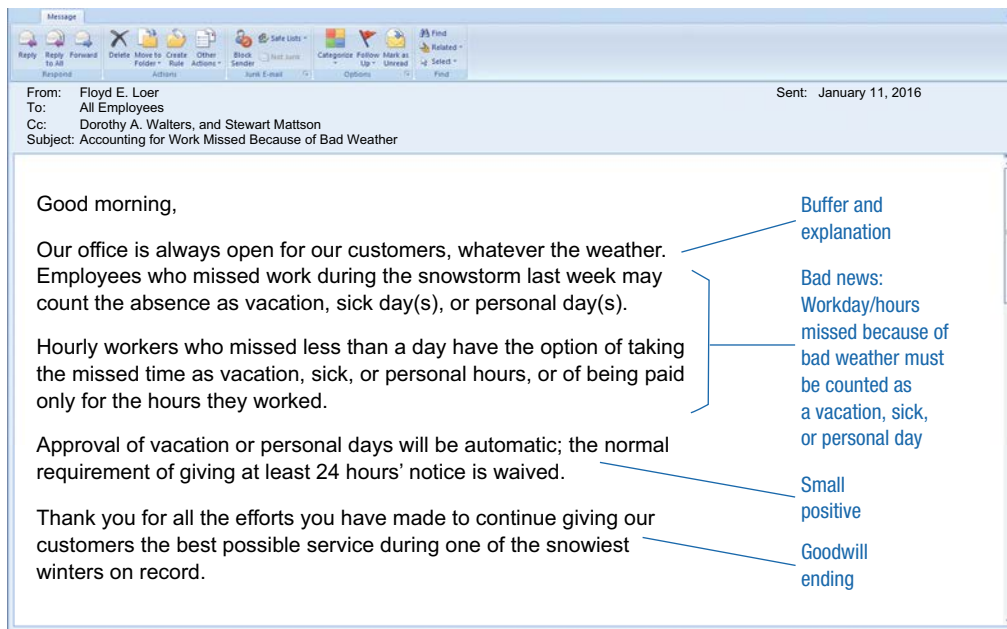 Message
Reply
Reply to All
Forward
Respond
Delete
Move to Folder
Create Rule
Other Actions
Actions
Block Sender
Safe Lists
Not Junk
Junk E-mail
Categorize
Follow Up
Mark as Unread
Options
Find
Related
Select
Find
From: Floyd E. Loer
Sent: January 11, 2016
To: All Employees
Cc: Dorothy A. Walters, and Stewart Mattson
Subject: Accounting for Work Missed Because of Bad Weather
Good morning,
Our office is always open for our customers, whatever the weather.
Employees who missed work during the snowstorm last week may
count the absence as vacation, sick day(s), or personal day(s).
Hourly workers who missed less than a day have the option of taking
the missed time as vacation, sick, or personal hours, or of being paid
only for the hours they worked.
Approval of vacation or personal days will be automatic; the normal
requirement of giving at least 24 hours’ notice is waived.
Thank you for all the efforts you have made to continue giving our
customers the best possible service during one of the snowiest
winters on record.
Buffer and
explanation
Bad news:
Workday/hours
missed because of
bad weather must
be counted as
a vacation, sick,
or personal day
Small
positive
Goodwill
ending